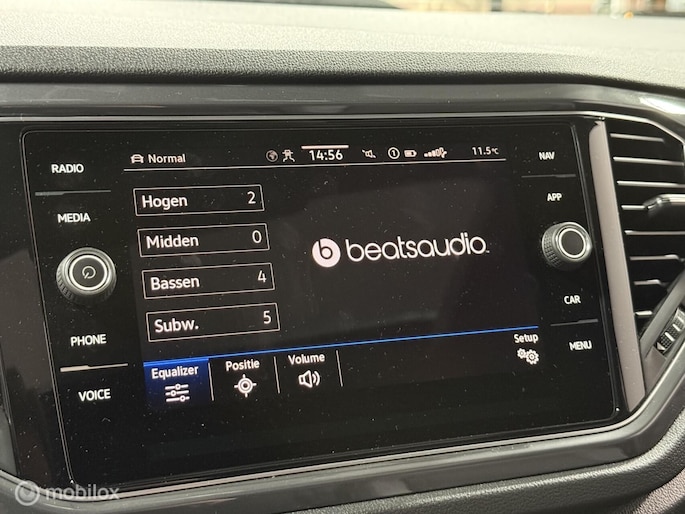 RADIO
MEDIA
PHONE
VOICE
Normal
14:56
1
11.5°C
Hogen 2
Midden 0
Bassen 4
Subw. 5
b beatsaudio
Equalizer
Positie
Volume
Setup
NAV
APP
CAR
MENU
mobilox